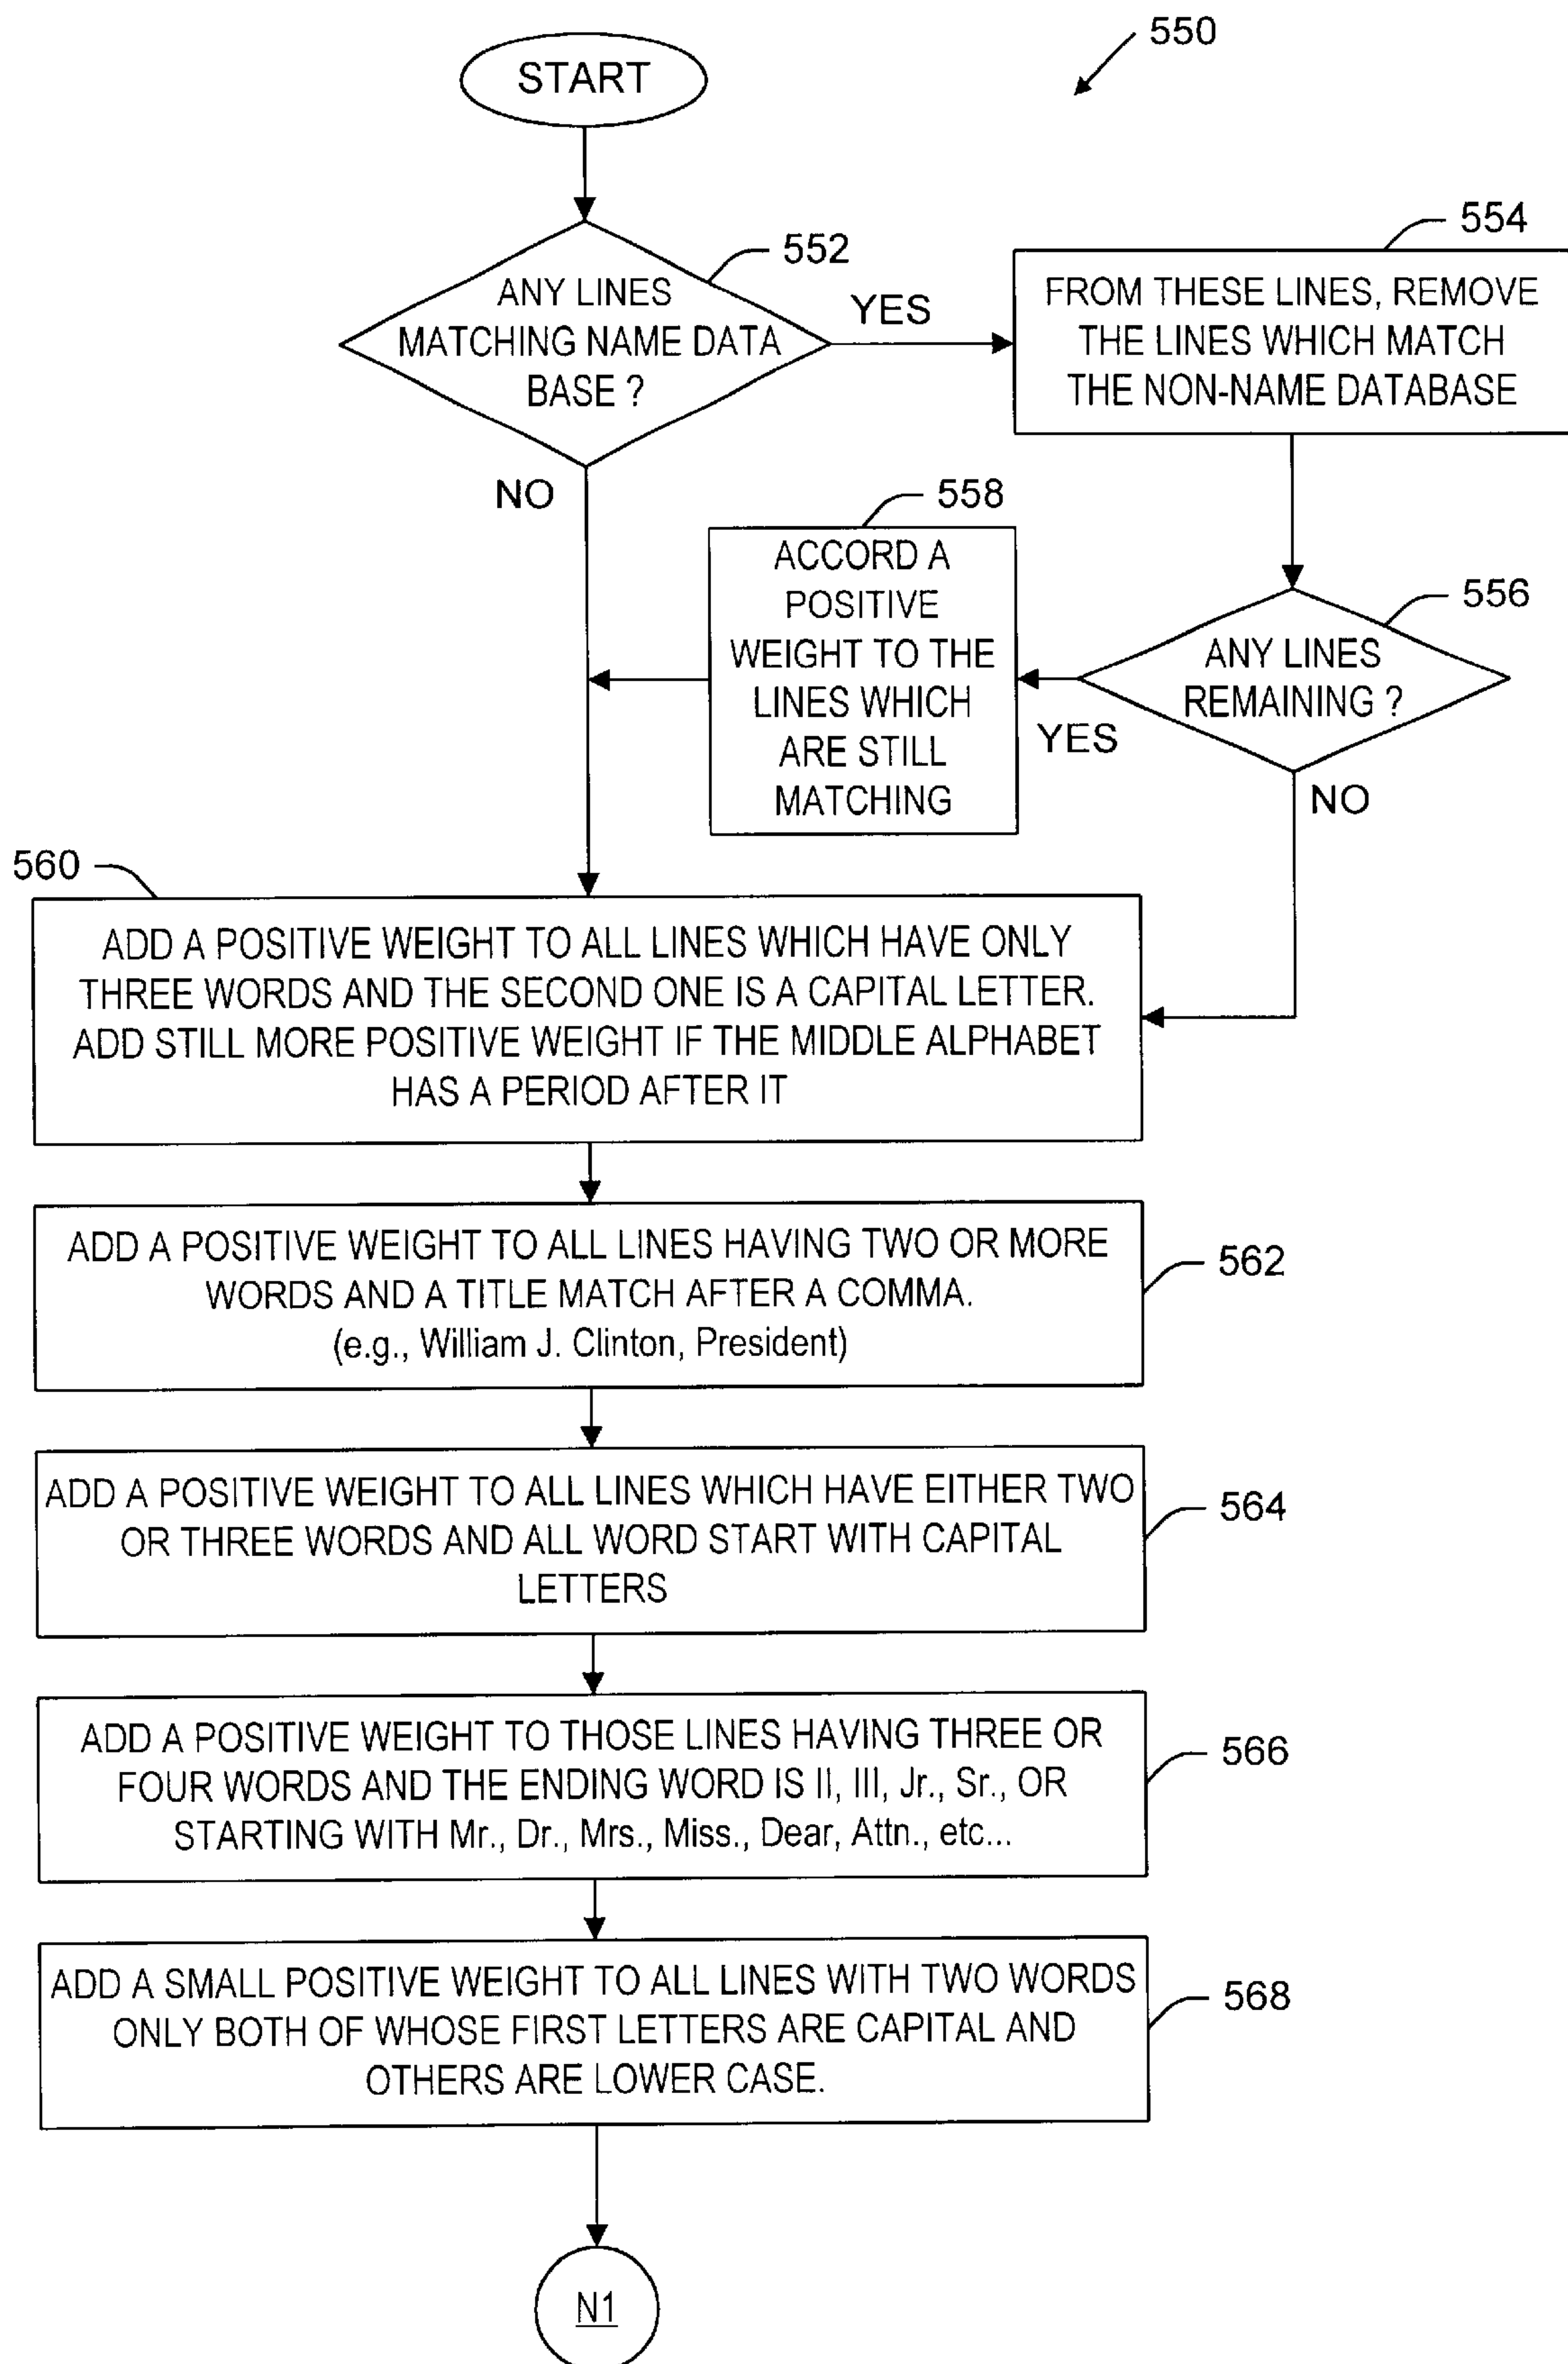 550
START
552
ANY LINES
MATCHING NAME DATA
BASE ?
YES
554
FROM THESE LINES, REMOVE
THE LINES WHICH MATCH
THE NON-NAME DATABASE
NO
558
ACCORD A
POSITIVE
WEIGHT TO THE
LINES WHICH
ARE STILL
MATCHING
556
ANY LINES
REMAINING ?
YES
NO
560
ADD A POSITIVE WEIGHT TO ALL LINES WHICH HAVE ONLY
THREE WORDS AND THE SECOND ONE IS A CAPITAL LETTER.
ADD STILL MORE POSITIVE WEIGHT IF THE MIDDLE ALPHABET
HAS A PERIOD AFTER IT
562
ADD A POSITIVE WEIGHT TO ALL LINES HAVING TWO OR MORE
WORDS AND A TITLE MATCH AFTER A COMMA.
(e.g., William J. Clinton, President)
564
ADD A POSITIVE WEIGHT TO ALL LINES WHICH HAVE EITHER TWO
OR THREE WORDS AND ALL WORD START WITH CAPITAL
LETTERS
566
ADD A POSITIVE WEIGHT TO THOSE LINES HAVING THREE OR
FOUR WORDS AND THE ENDING WORD IS II, III, Jr., Sr., OR
STARTING WITH Mr., Dr., Mrs., Miss., Dear, Attn., etc...
568
ADD A SMALL POSITIVE WEIGHT TO ALL LINES WITH TWO WORDS
ONLY BOTH OF WHOSE FIRST LETTERS ARE CAPITAL AND
OTHERS ARE LOWER CASE.
N1